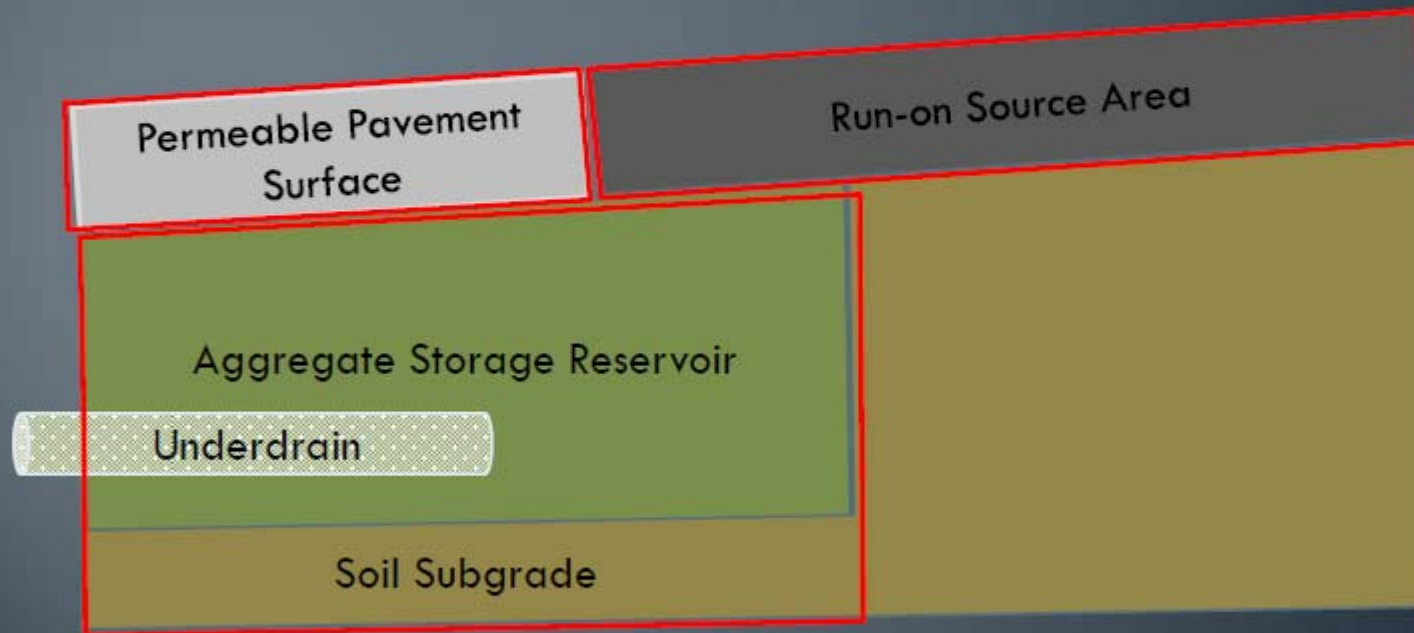 Permeable Pavement
Surface
Run-on Source Area
Aggregate Storage Reservoir
Underdrain
Soil Subgrade